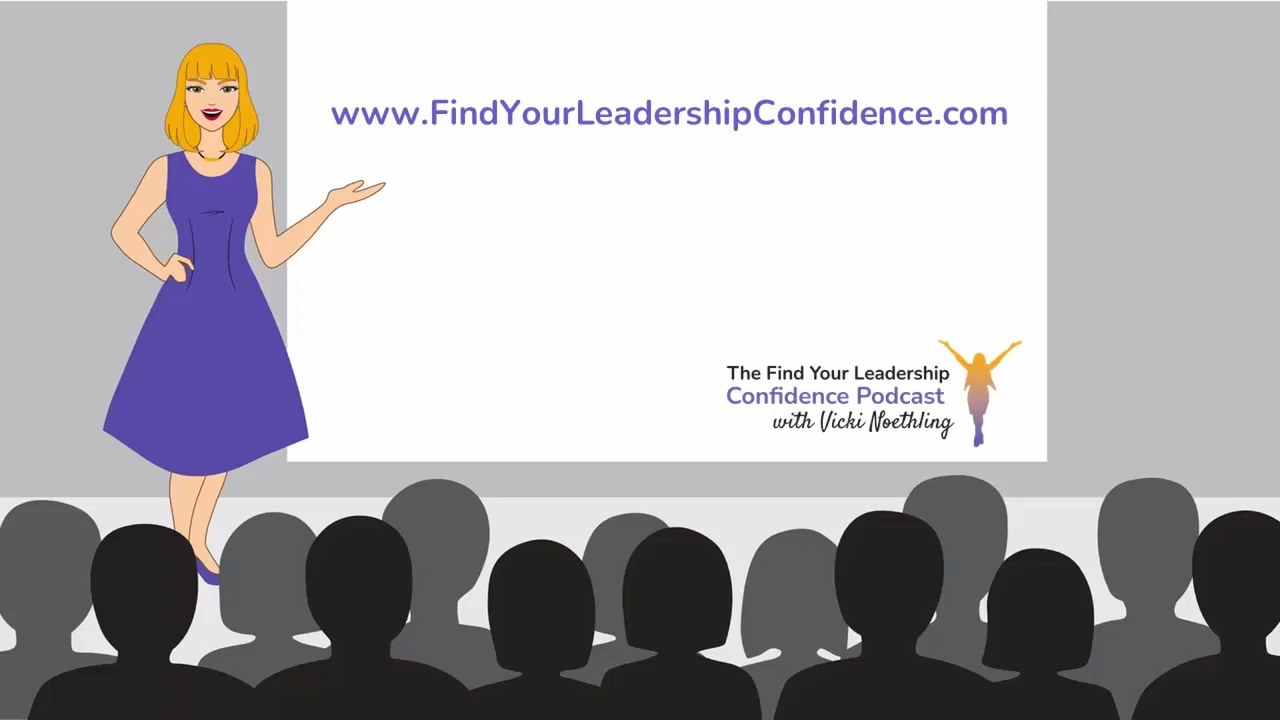 www.FindYourLeadershipConfidence.com
The Find Your Leadership
Confidence Podcast
with Vicki Noethling